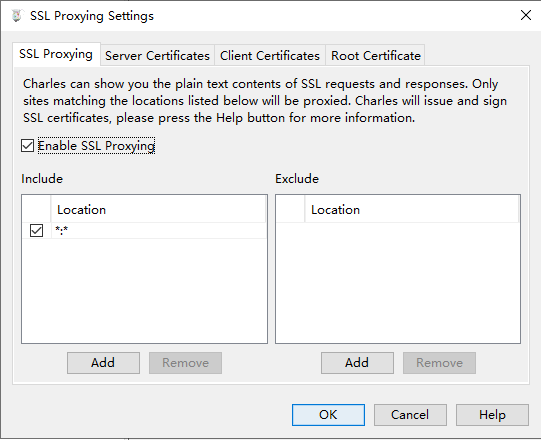 SSL Proxying Settings
SSL Proxying Server Certificates Client Certificates Root Certificate
Charles can show you the plain text contents of SSL requests and responses. Only
sites matching the locations listed below will be proxied. Charles will issue and sign
SSL certificates, please press the Help button for more information.
Enable SSL Proxying
Include Exclude
Location Location
*:*
Add Remove Add Remove
OK Cancel Help